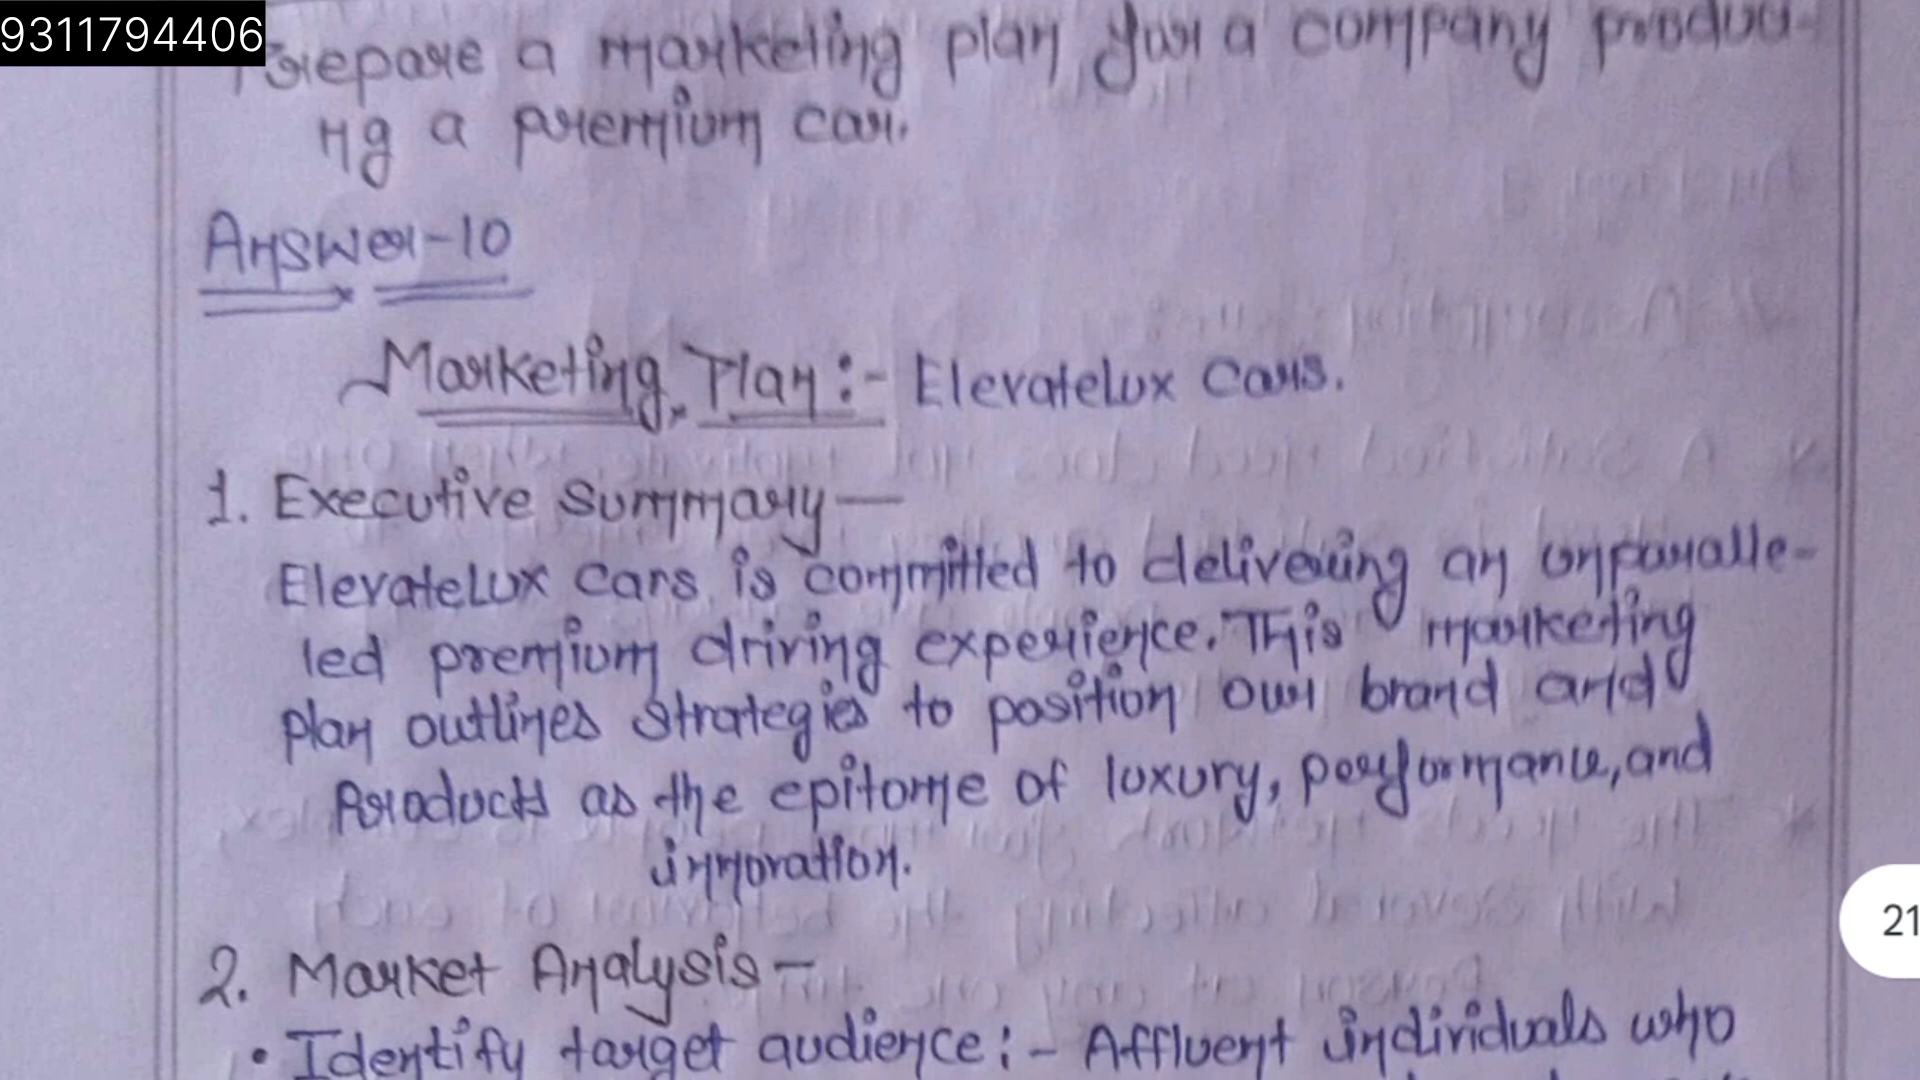 9311794406
Prepare a marketing plan for a company produci-
ng a premium car.
Answer-10
Marketing Plan :- Elevatelux Cars.
1. Executive Summary —
ElevateLux Cars is committed to delivering an unparalle-
led premium driving experience. This marketing
plan outlines strategies to position our brand and
Products as the epitome of luxury, performance, and
innovation.
21
2. Market Analysis —
• Identify target audience :- Affluent individuals who